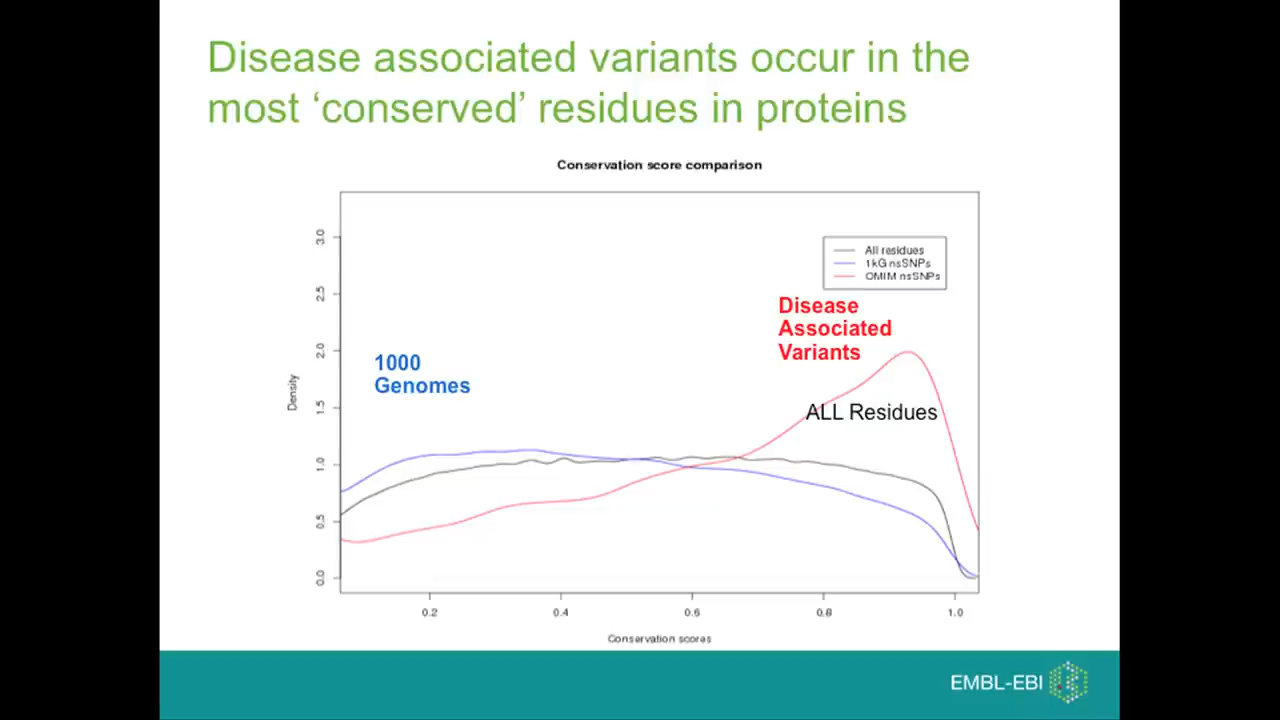 Disease associated variants occur in the
most ‘conserved’ residues in proteins
Conservation score comparison
3.0
2.5
2.0
1.5
1.0
0.5
0.0
Density
All residues
1kG nsSNPs
OMIM nsSNPs
Disease
Associated
Variants
1000
Genomes
ALL Residues
0.2 0.4 0.6 0.8 1.0
Conservation scores
EMBL-EBI